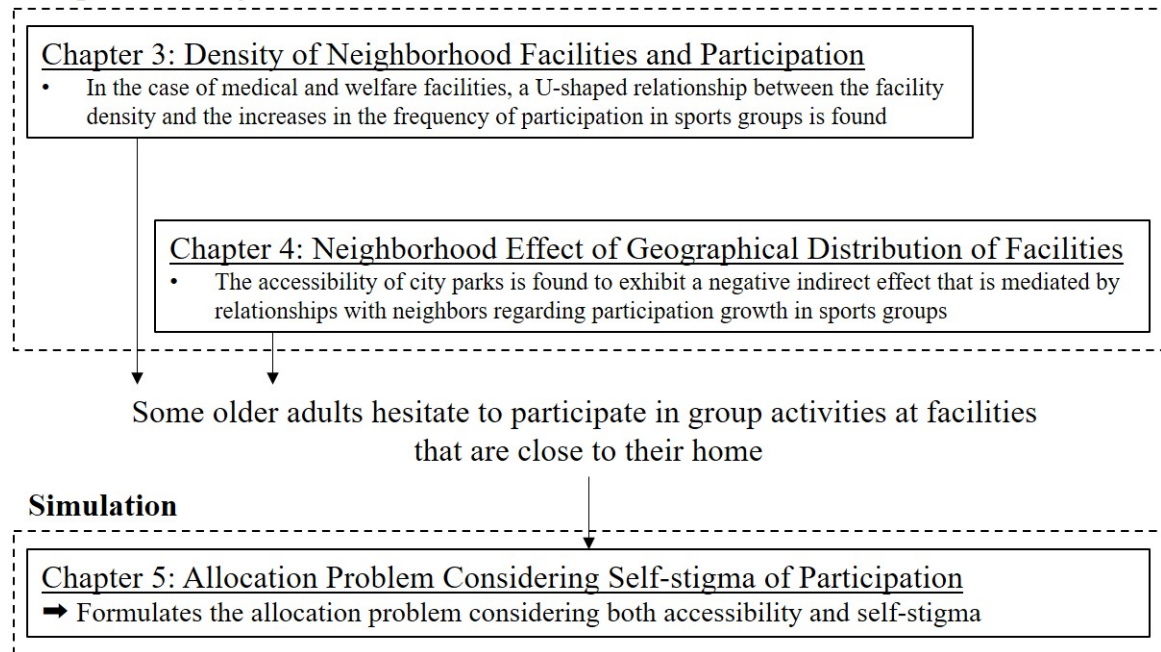 Chapter 3: Density of Neighborhood Facilities and Participation
• In the case of medical and welfare facilities, a U-shaped relationship between the facility
density and the increases in the frequency of participation in sports groups is found
Chapter 4: Neighborhood Effect of Geographical Distribution of Facilities
• The accessibility of city parks is found to exhibit a negative indirect effect that is mediated by
relationships with neighbors regarding participation growth in sports groups
Some older adults hesitate to participate in group activities at facilities
that are close to their home
Simulation
Chapter 5: Allocation Problem Considering Self-stigma of Participation
➡ Formulates the allocation problem considering both accessibility and self-stigma